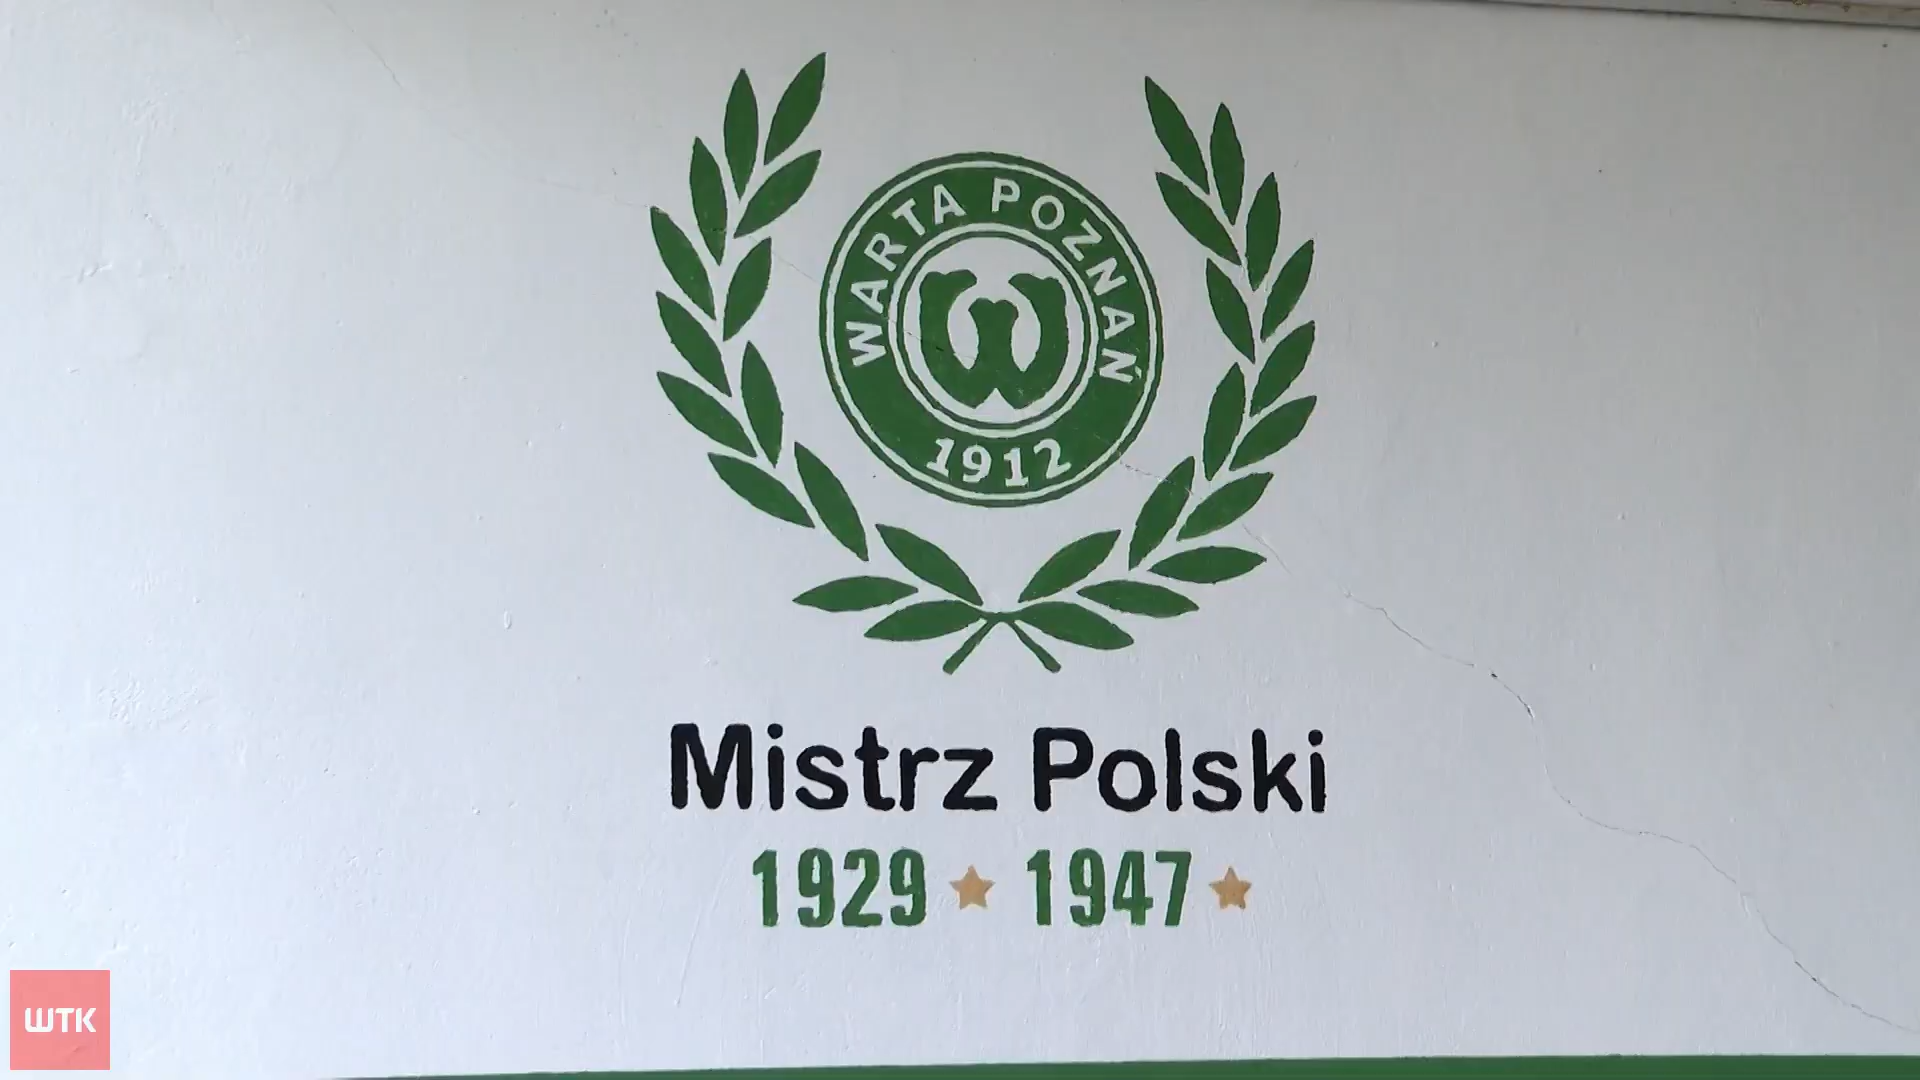 WARTA POZNAŃ
1912
Mistrz Polski
1929 ★ 1947 ★
WTK